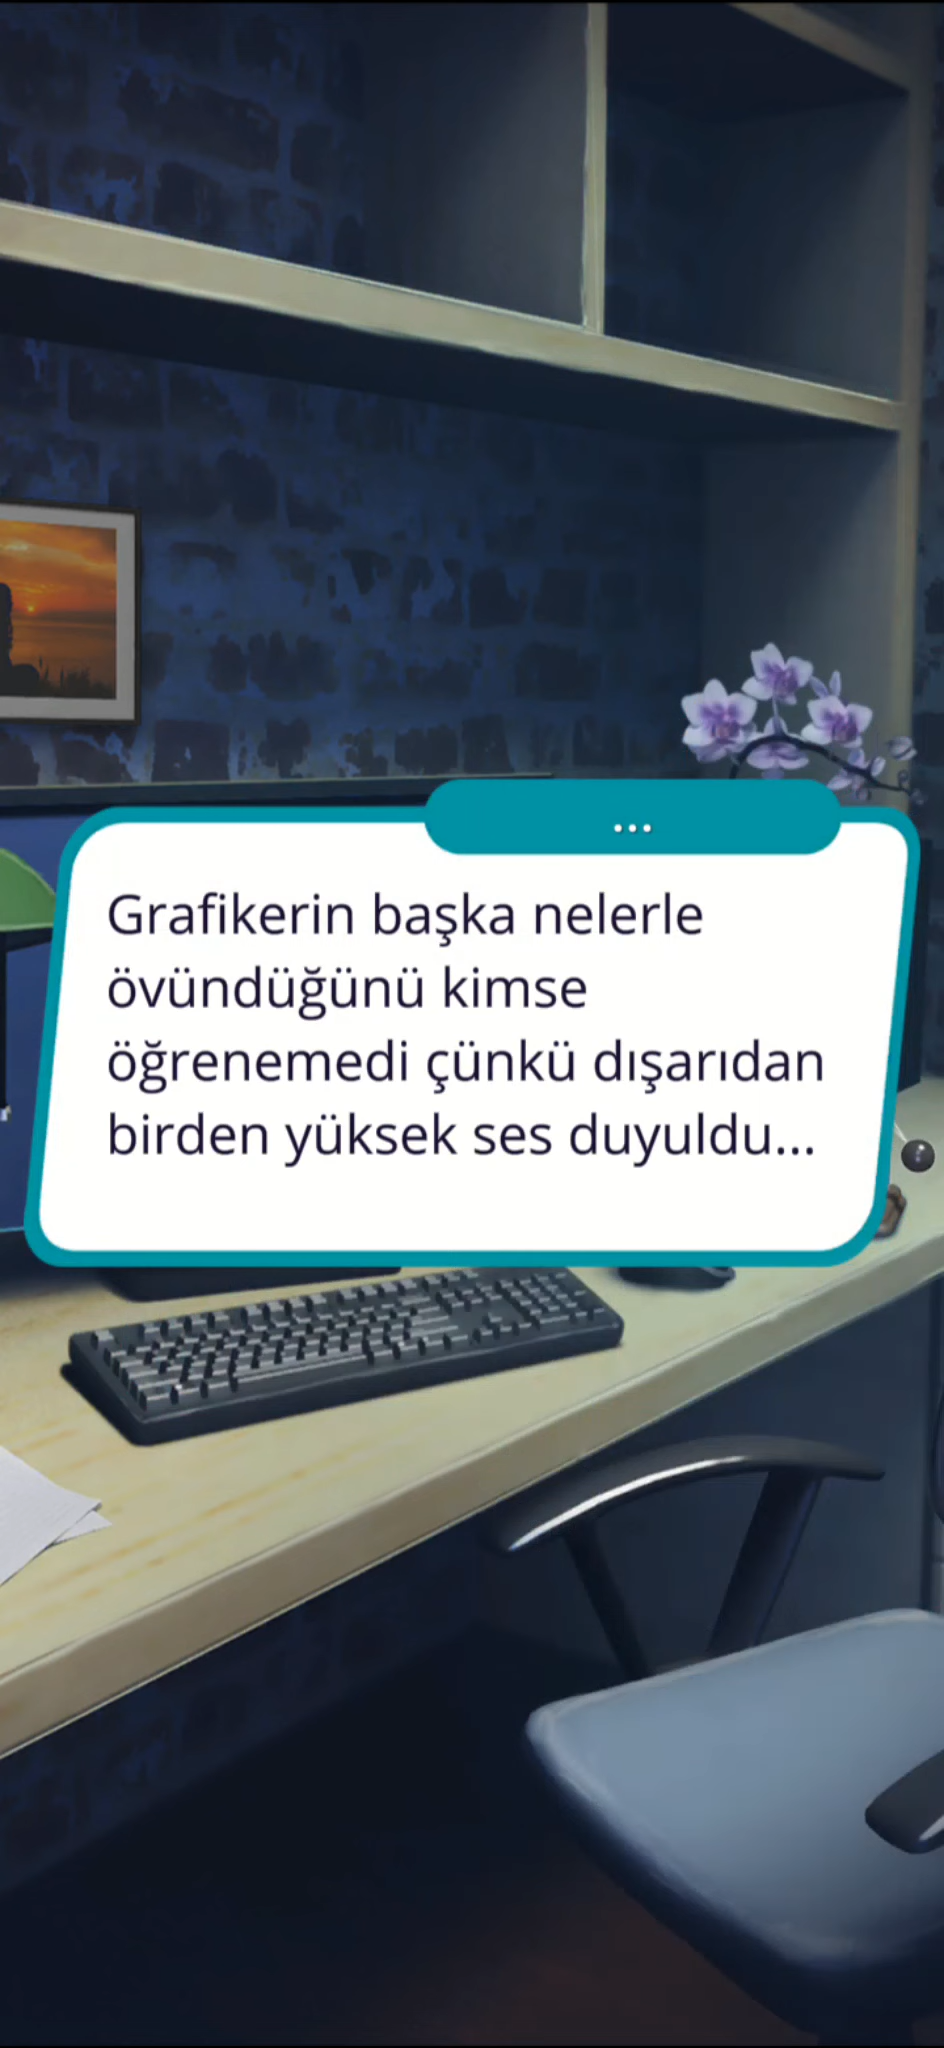 ...
Grafikerin başka nelerle
övündüğünü kimse
öğrenemedi çünkü dışarıdan
birden yüksek ses duyuldu...